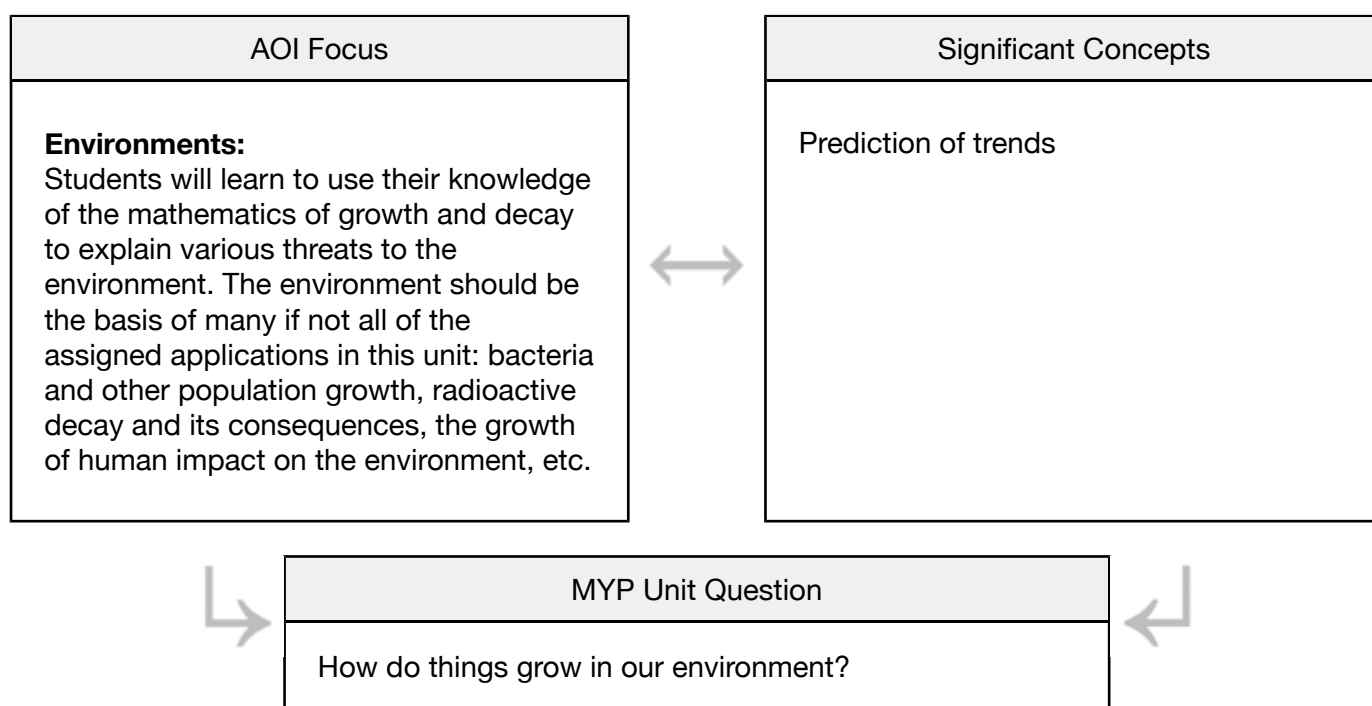 AOI Focus
Environments:
Students will learn to use their knowledge
of the mathematics of growth and decay
to explain various threats to the
environment. The environment should be
the basis of many if not all of the
assigned applications in this unit: bacteria
and other population growth, radioactive
decay and its consequences, the growth
of human impact on the environment, etc.
Significant Concepts
Prediction of trends
MYP Unit Question
How do things grow in our environment?